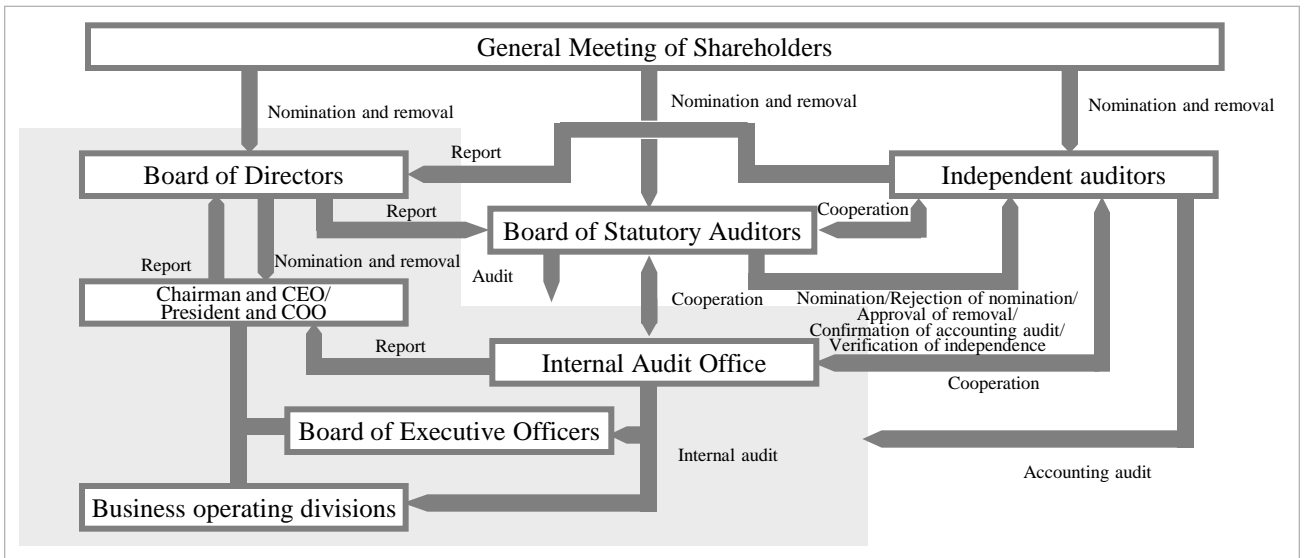 General Meeting of Shareholders
Nomination and removal
Nomination and removal
Nomination and removal
Report
Board of Directors
Independent auditors
Report
Cooperation
Board of Statutory Auditors
Report
Nomination and removal
Audit
Cooperation
Chairman and CEO/
President and COO
Nomination/Rejection of nomination/
Approval of removal/
Confirmation of accounting audit/
Verification of independence
Report
Internal Audit Office
Cooperation
Board of Executive Officers
Internal audit
Accounting audit
Business operating divisions